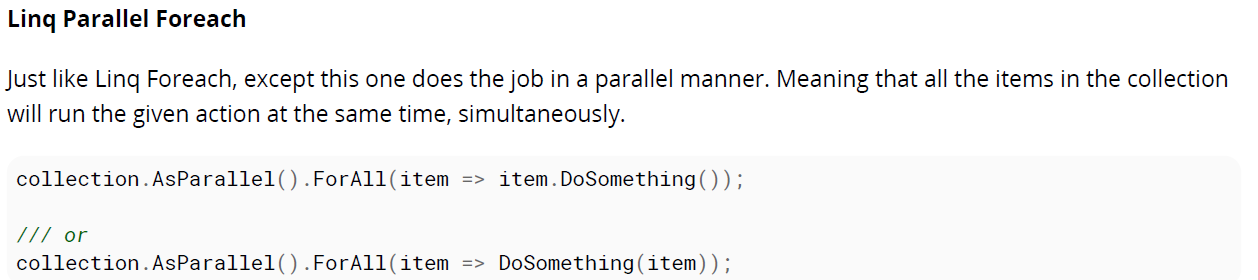 Linq Parallel Foreach
Just like Linq Foreach, except this one does the job in a parallel manner. Meaning that all the items in the collection
will run the given action at the same time, simultaneously.
collection.AsParallel().ForAll(item => item.DoSomething());
/// or
collection.AsParallel().ForAll(item => DoSomething(item));